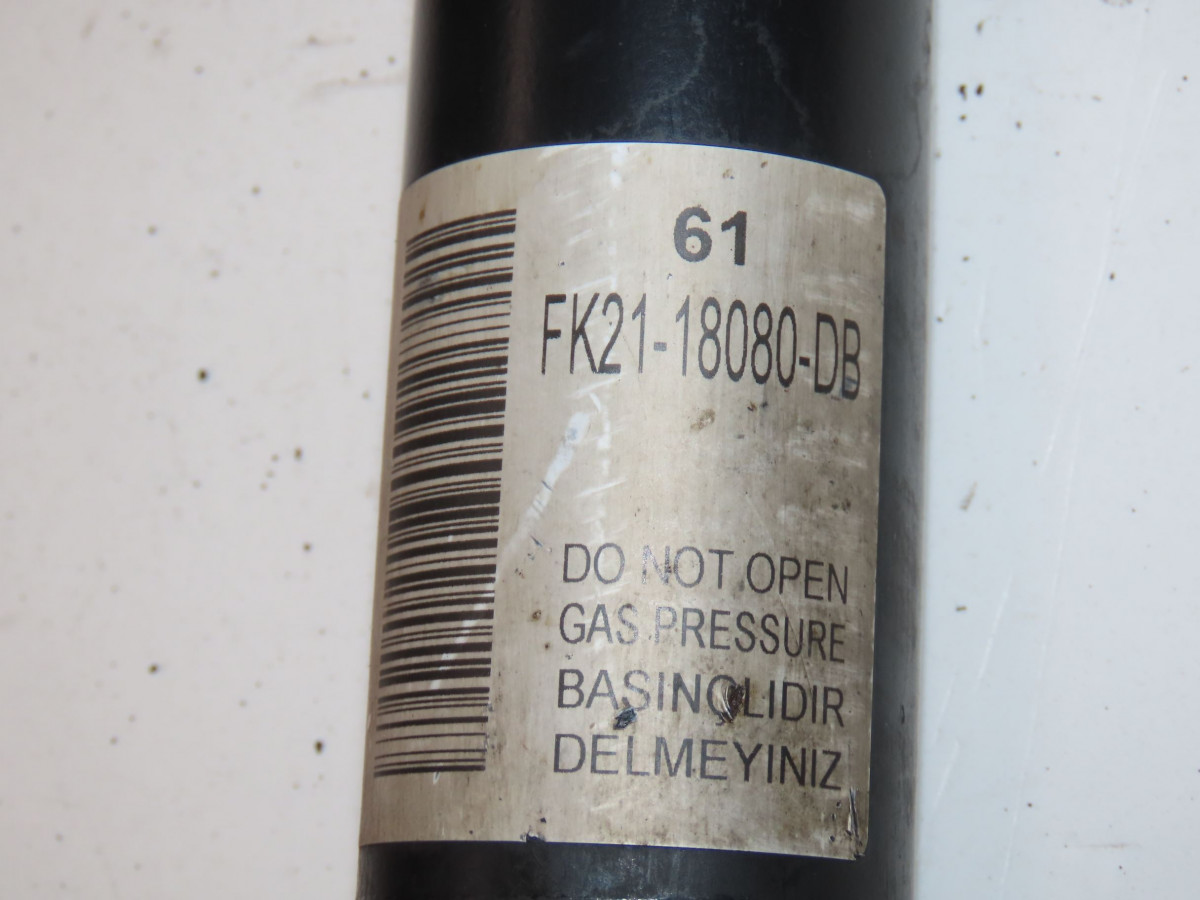 61
FK21-18080-DB
DO NOT OPEN
GAS PRESSURE
BASINÇLIDIR
DELMEYINIZ